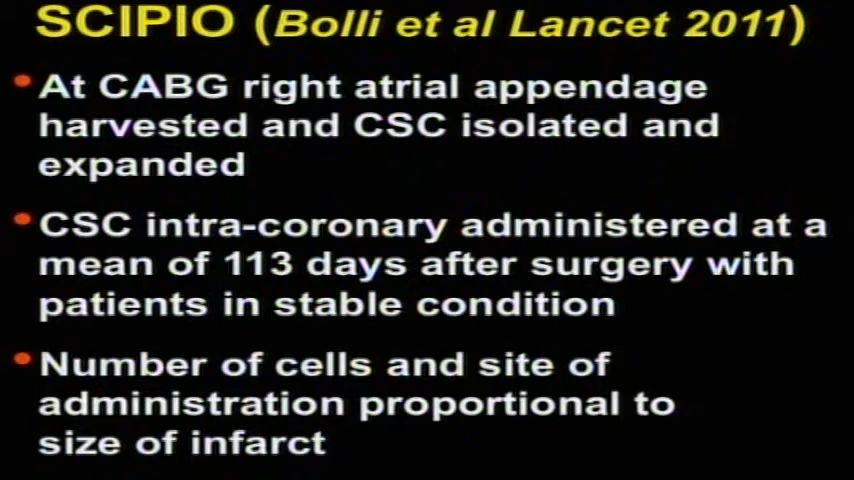 SCIPIO (Bolli et al Lancet 2011)
•At CABG right atrial appendage
harvested and CSC isolated and
expanded
•CSC intra-coronary administered at a
mean of 113 days after surgery with
patients in stable condition
•Number of cells and site of
administration proportional to
size of infarct